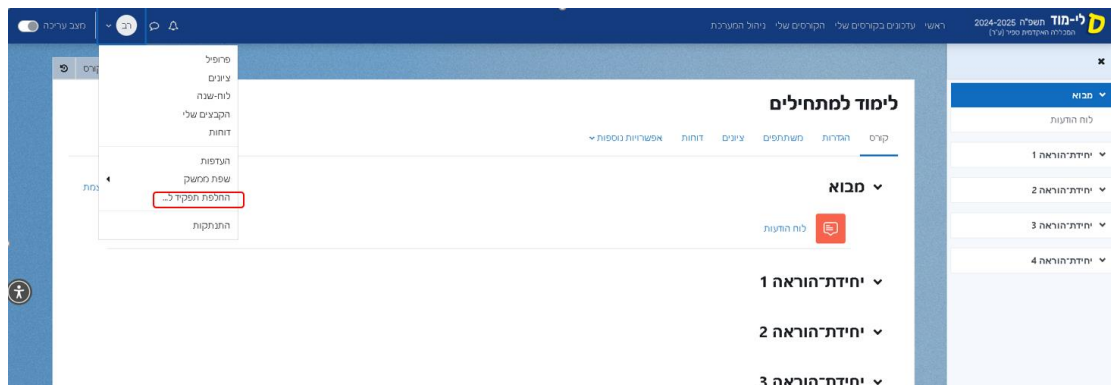 לי-מוד תשפ"ה 2024-2025
המכללה האקדמית ספיר (ע"ר)
ראשי עדכונים בקורסים שלי הקורסים שלי ניהול המערכת
רב
מצב עריכה
×
מבוא
לוח הודעות
יחידת־הוראה 1
יחידת־הוראה 2
יחידת־הוראה 3
יחידת־הוראה 4
לימוד למתחילים
קורס הגדרות משתתפים ציונים דוחות אפשרויות נוספות
מבוא
לוח הודעות
יחידת־הוראה 1
יחידת־הוראה 2
יחידת־הוראה 3
פרופיל
ציונים
לוח-שנה
הקבצים שלי
דוחות
העדפות
שפת ממשק
החלפת תפקיד ל...
התנתקות